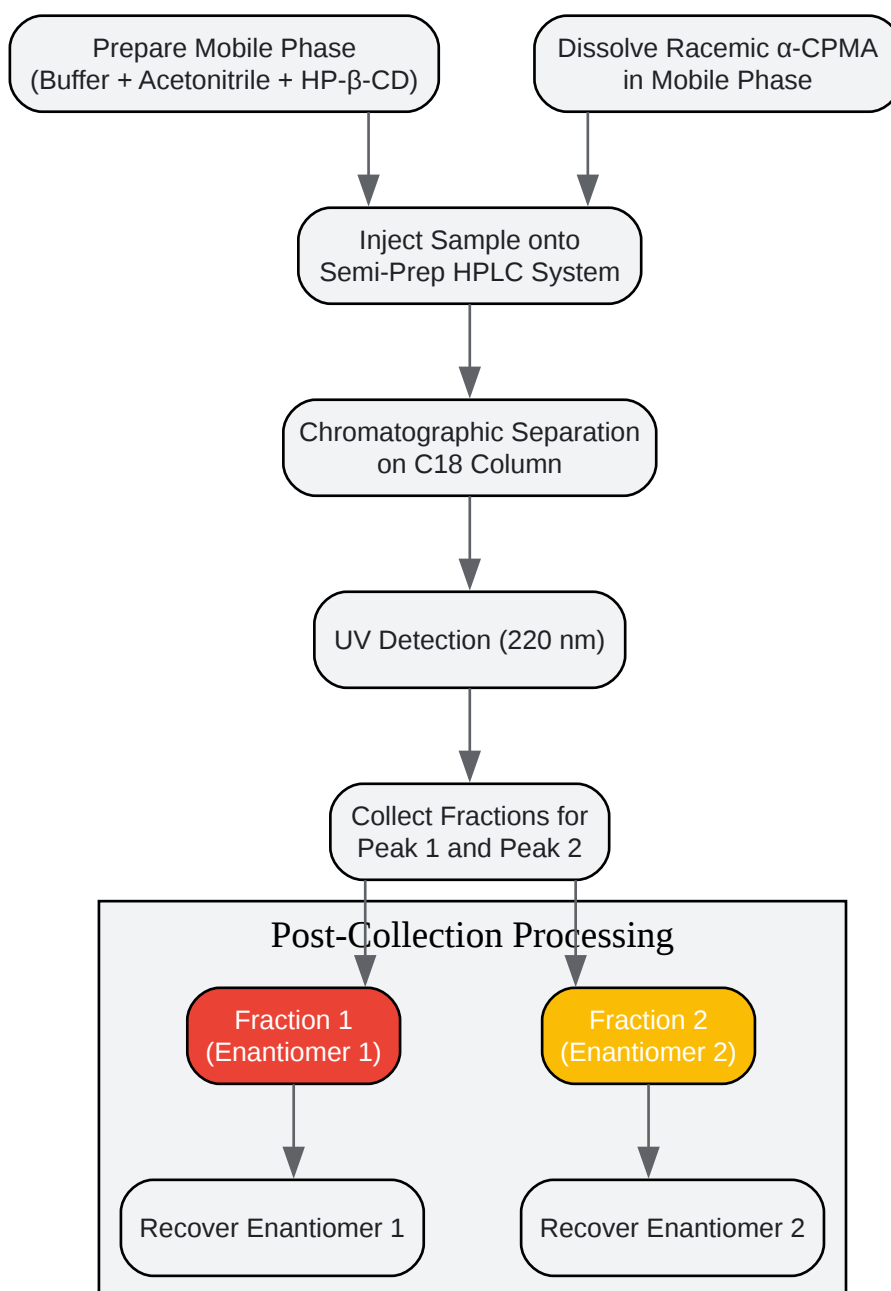 Prepare Mobile Phase
(Buffer + Acetonitrile + HP-β-CD)
Dissolve Racemic α-CPMA
in Mobile Phase
Inject Sample onto
Semi-Prep HPLC System
Chromatographic Separation
on C18 Column
UV Detection (220 nm)
Collect Fractions for
Peak 1 and Peak 2
Post-Collection Processing
Fraction 1
(Enantiomer 1)
Fraction 2
(Enantiomer 2)
Recover Enantiomer 1
Recover Enantiomer 2